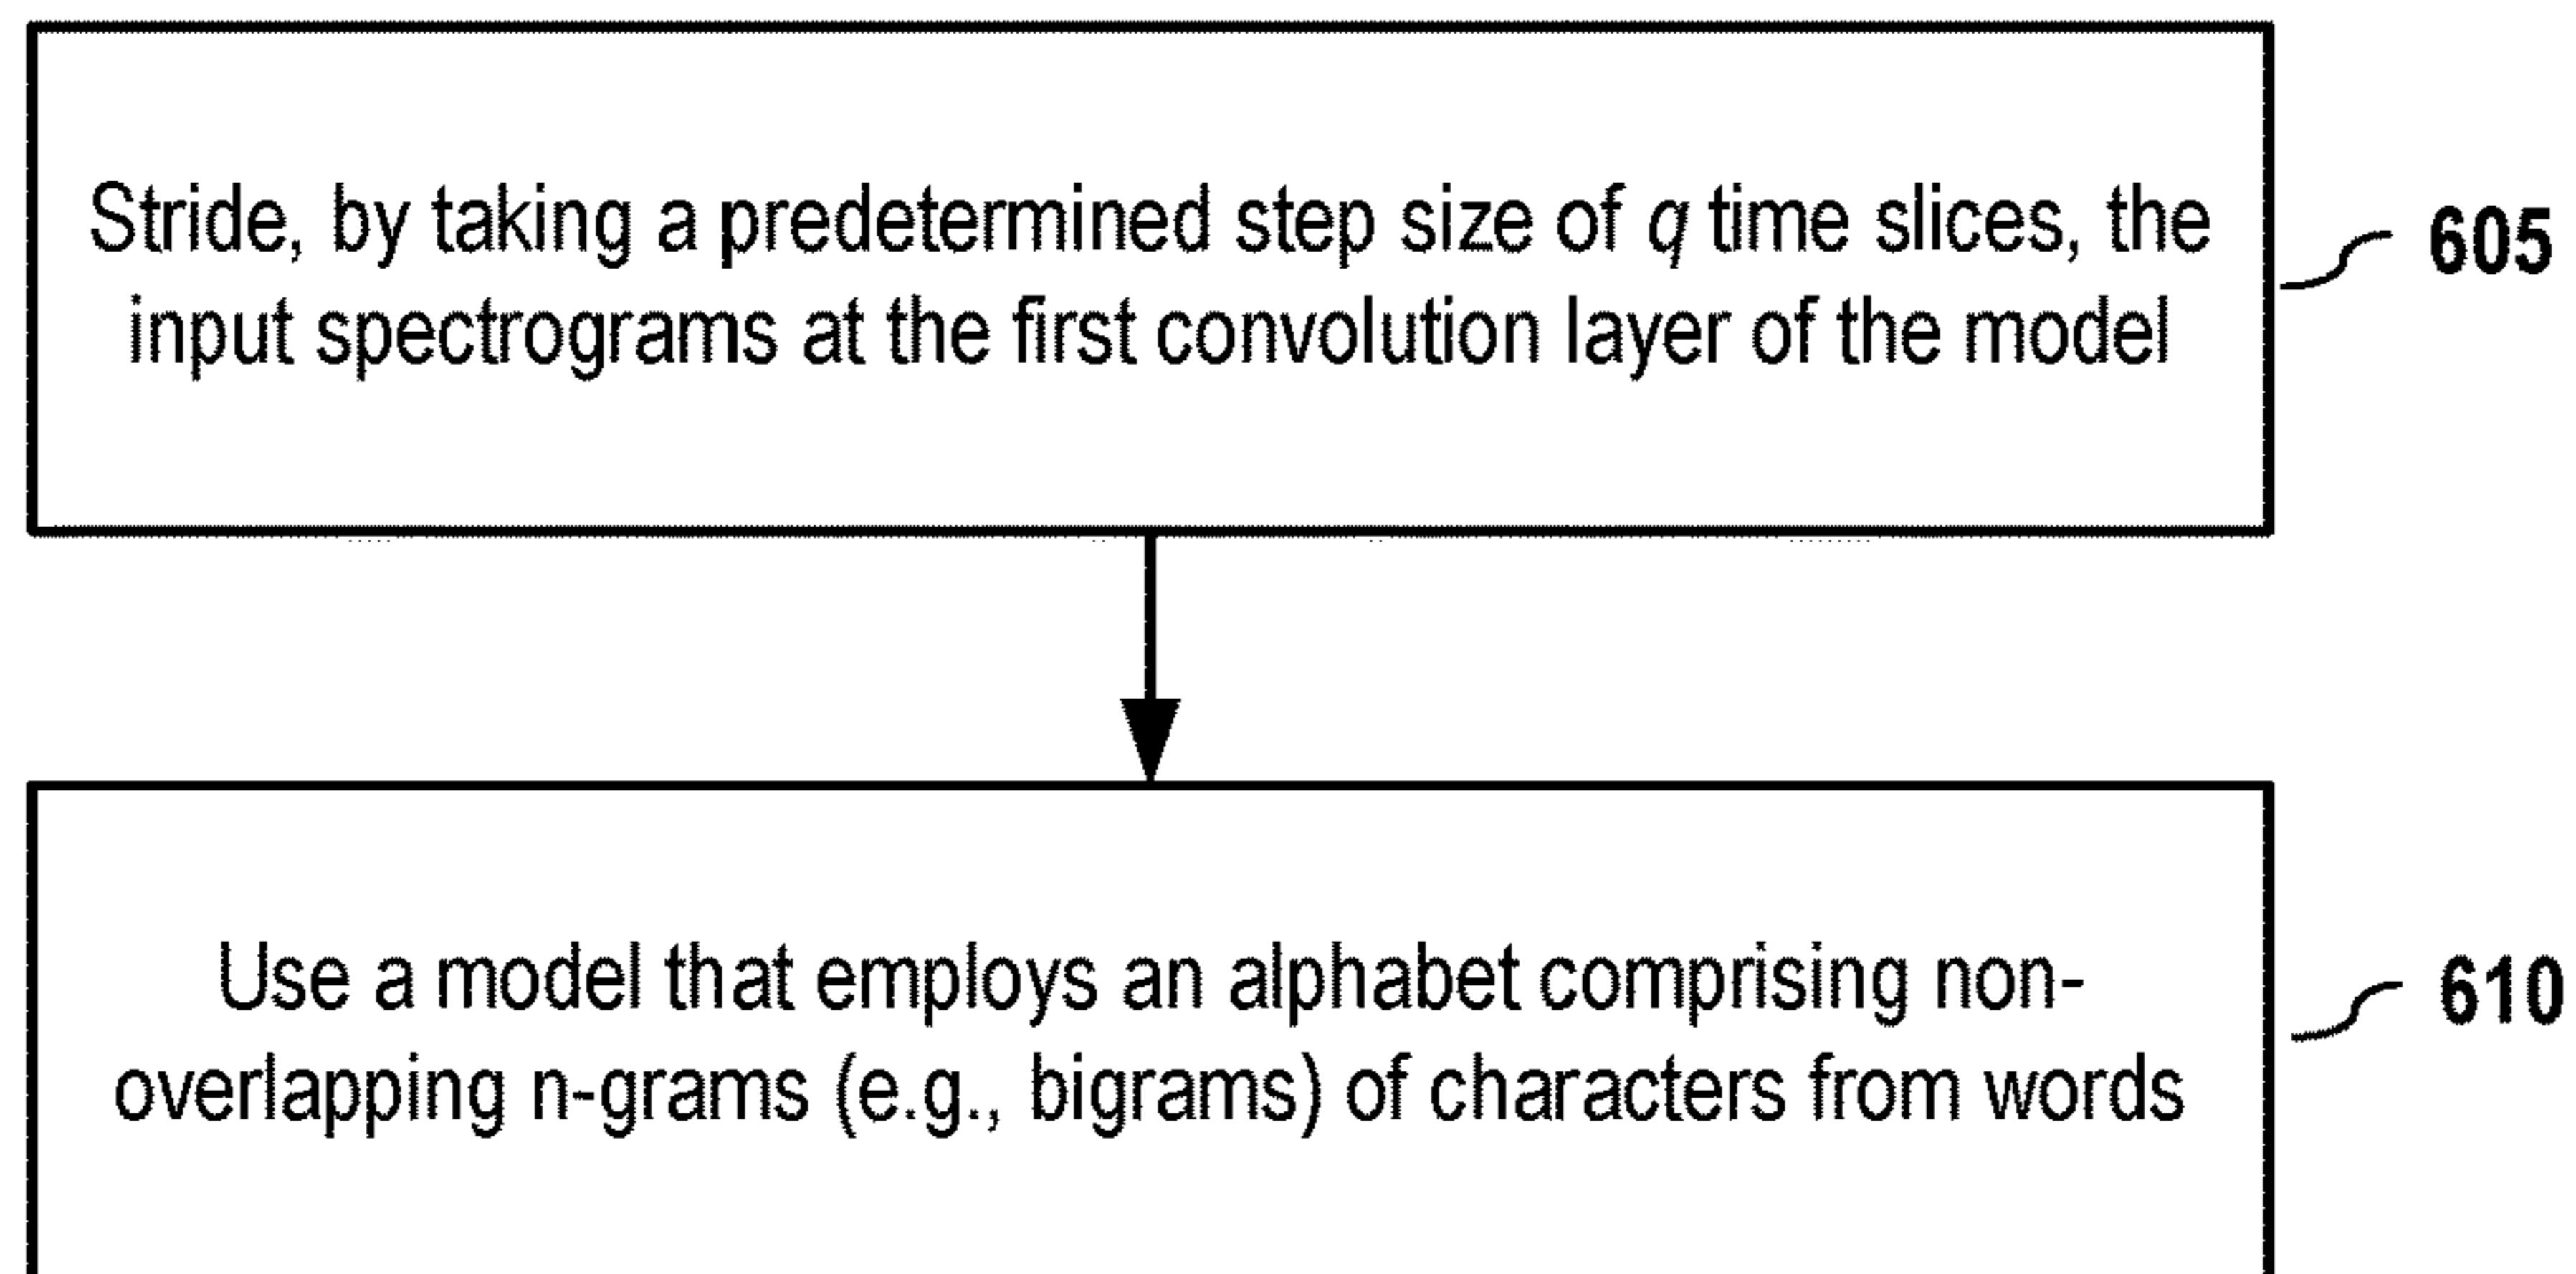 Stride, by taking a predetermined step size of q time slices, the
input spectrograms at the first convolution layer of the model
605
Use a model that employs an alphabet comprising non-
overlapping n-grams (e.g., bigrams) of characters from words
610